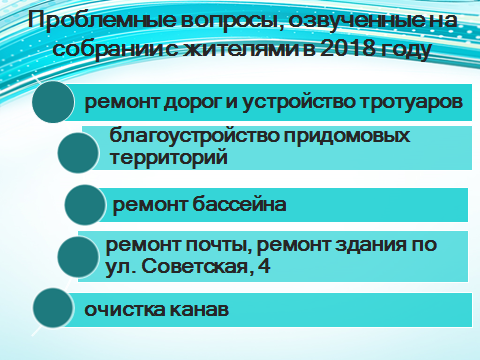 Проблемные вопросы, озвученные на
собрании с жителями в 2018 году
ремонт дорог и устройство тротуаров
благоустройство придомовых
территорий
ремонт бассейна
ремонт почты, ремонт здания по
ул. Советская, 4
очистка канав